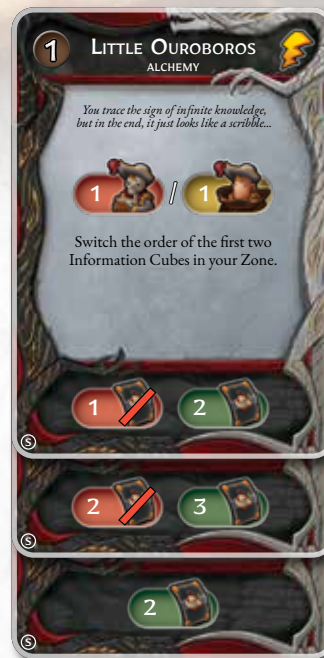 1 LITTLE OUROBOROS
ALCHEMY
You trace the sign of infinite knowledge,
but in the end, it just looks like a scribble...
1 / 1
Switch the order of the first two
Information Cubes in your Zone.
1 2
S
2 3
S
2
S